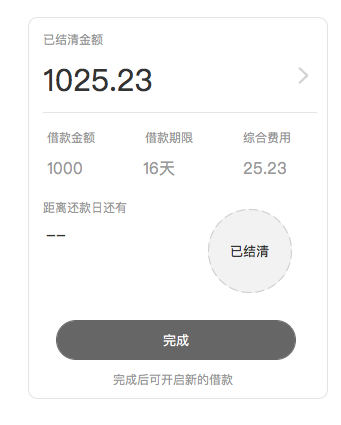 已结清金额
1025.23
借款金额 借款期限 综合费用
1000 16天 25.23
距离还款日还有
--
已结清
完成
完成后可开启新的借款